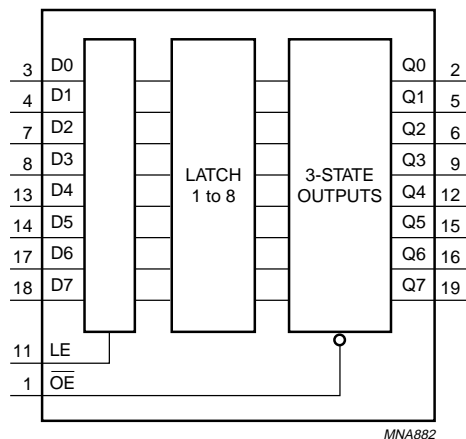 3 D0 Q0 2
4 D1 Q1 5
7 D2 Q2 6
8 D3 Q3 9
13 D4 LATCH 3-STATE Q4 12
1 to 8 OUTPUTS
14 D5 Q5 15
17 D6 Q6 16
18 D7 Q7 19
11 LE
1 O̅E̅
MNA882